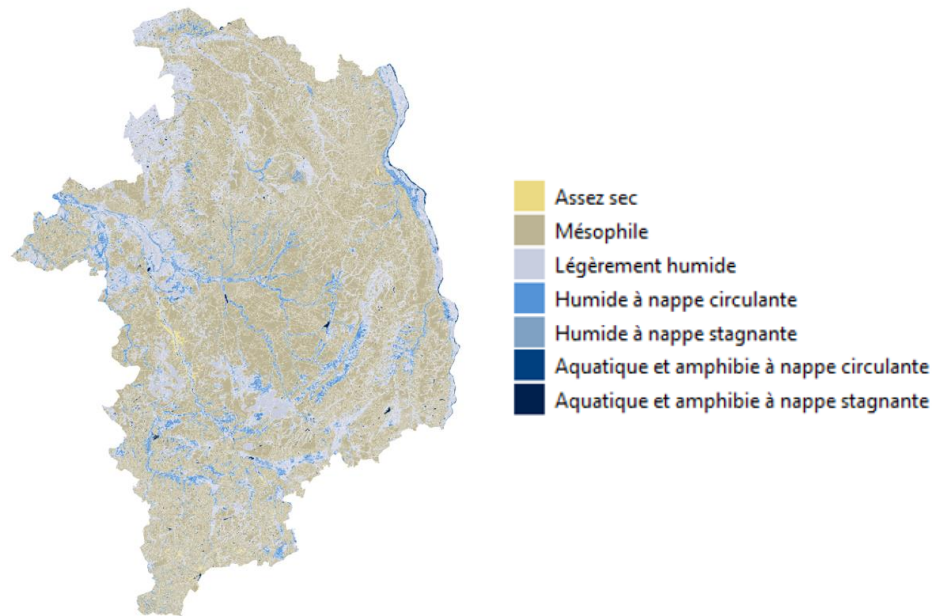 Assez sec
Mésophile
Légèrement humide
Humide à nappe circulante
Humide à nappe stagnante
Aquatique et amphibie à nappe circulante
Aquatique et amphibie à nappe stagnante